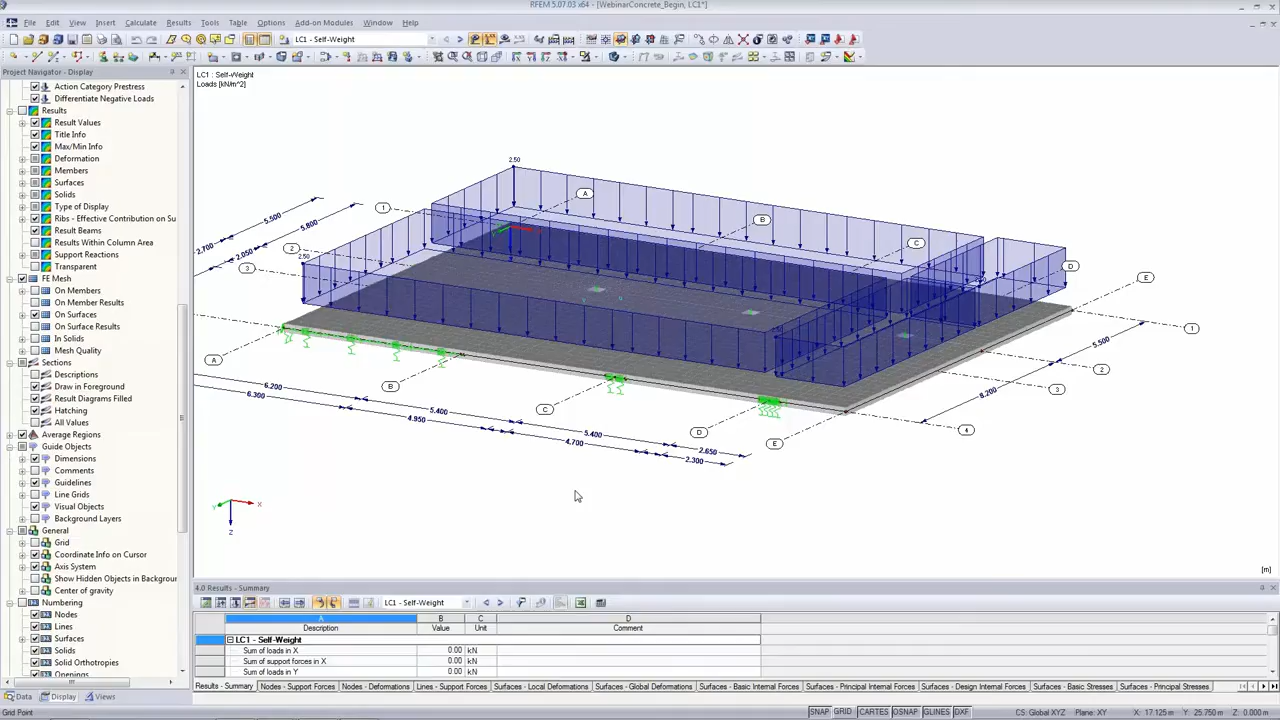 RFEM 5.07.03 x64 - [WebinarConcrete_Begin, LC1*]
File Edit View Insert Calculate Results Tools Table Options Add-on Modules Window Help
LC1 - Self-Weight
Project Navigator - Display
Action Category Prestress
Differentiate Negative Loads
Results
Result Values
Title Info
Max/Min Info
Deformation
Members
Surfaces
Solids
Type of Display
Ribs - Effective Contribution on Su
Result Beams
Results Within Column Area
Support Reactions
Transparent
FE Mesh
On Members
On Member Results
On Surfaces
On Surface Results
In Solids
Mesh Quality
Sections
Descriptions
Draw in Foreground
Result Diagrams Filled
Hatching
All Values
Average Regions
Guide Objects
Dimensions
Comments
Guidelines
Line Grids
Visual Objects
Background Layers
General
Grid
Coordinate Info on Cursor
Axis System
Show Hidden Objects in Backgroun
Center of gravity
Numbering
Nodes
Lines
Surfaces
Solids
Solid Orthotropies
Openings
Data Display Views
LC1 : Self-Weight
Loads [kN/m^2]
2.50
A
1
B
5.500
5.800
C
2
2.50
2.700
2.050
3
D
E
1
A
5.500
B
2
6.200
3
6.300
8.200
5.400
C
4.950
4
D
5.400
E
4.700
2.650
2.300
X
Y
Z
[m]
4.0 Results - Summary
LC1 - Self-Weight
A B C D
Description Value Unit Comment
LC1 - Self-Weight
Sum of loads in X 0.00 kN
Sum of support forces in X 0.00 kN
Sum of loads in Y 0.00 kN
Results - Summary Nodes - Support Forces Nodes - Deformations Lines - Support Forces Surfaces - Local Deformations Surfaces - Global Deformations Surfaces - Basic Internal Forces Surfaces - Principal Internal Forces Surfaces - Design Internal Forces Surfaces - Basic Stresses Surfaces - Principal Stresses
Grid Point SNAP GRID CARTES OSNAP GLINES DXF CS: Global XYZ Plane: XY X: 17.125 m Y: 25.750 m Z: 0.000 m